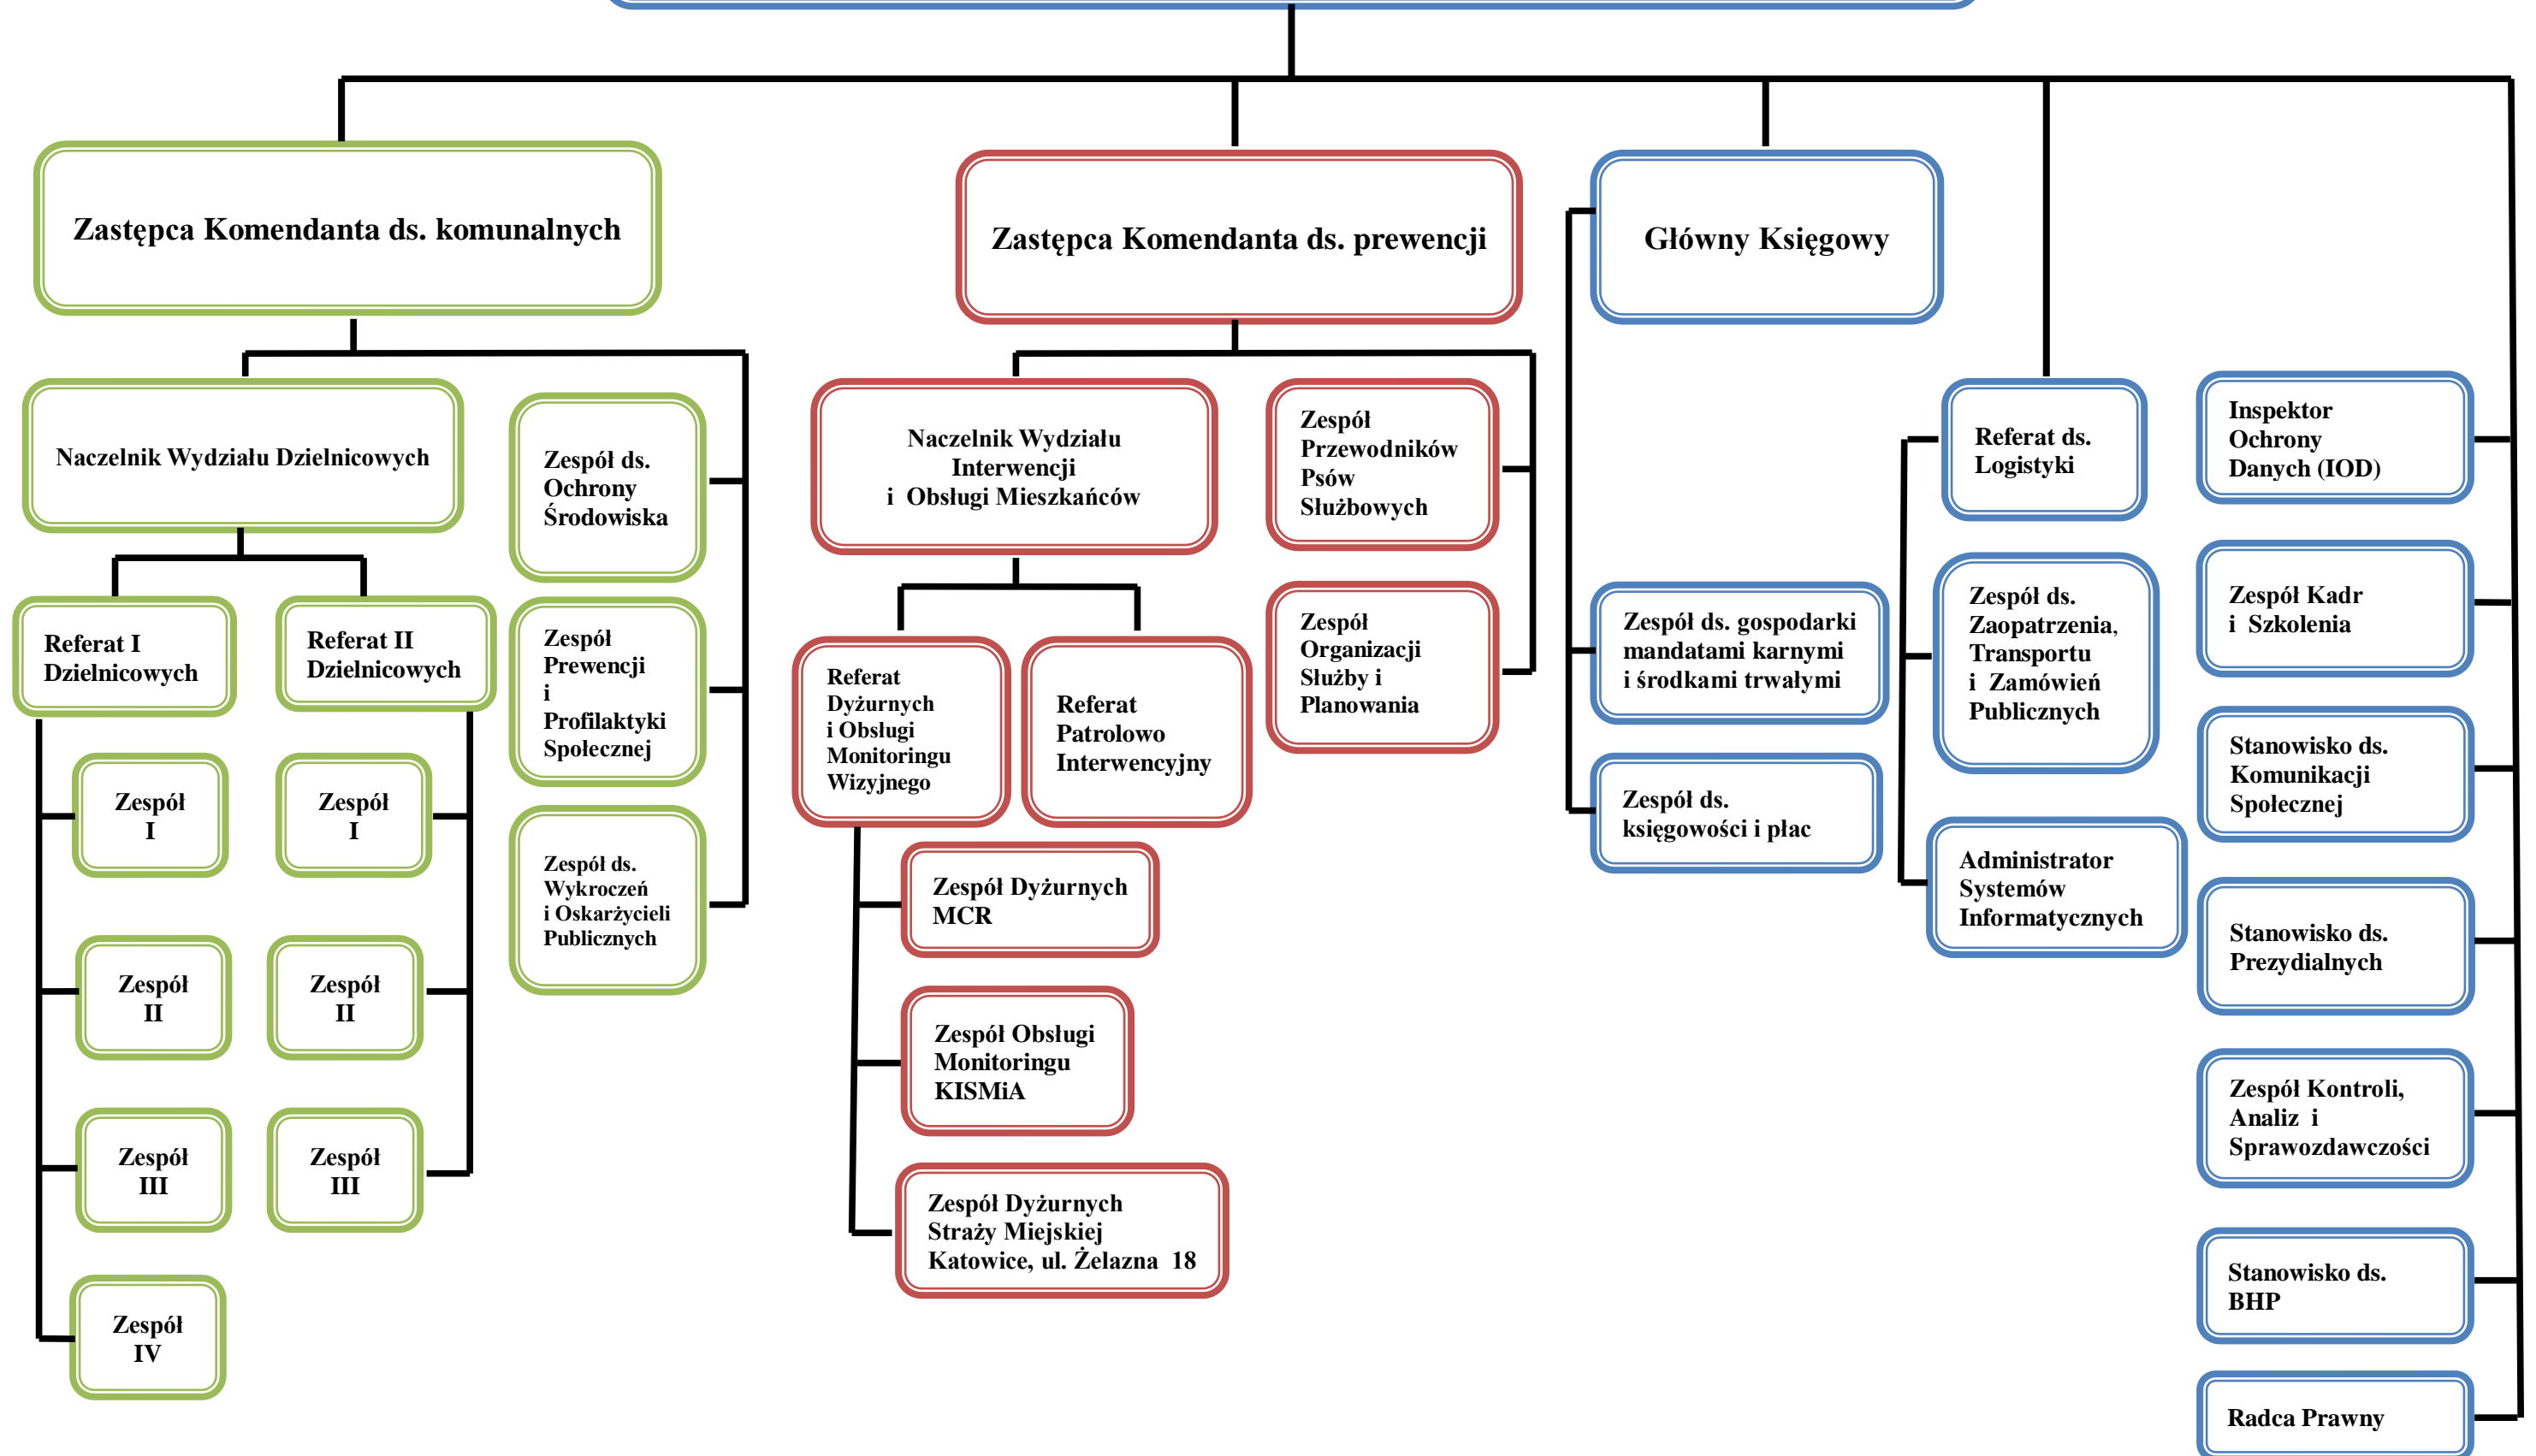 Zastępca Komendanta ds. komunalnych
Zastępca Komendanta ds. prewencji
Główny Księgowy
Naczelnik Wydziału Dzielnicowych
Zespół ds.
Ochrony
Środowiska
Naczelnik Wydziału
Interwencji
i Obsługi Mieszkańców
Zespół
Przewodników
Psów
Służbowych
Referat ds.
Logistyki
Inspektor
Ochrony
Danych (IOD)
Referat I
Dzielnicowych
Referat II
Dzielnicowych
Zespół
Prewencji
i
Profilaktyki
Społecznej
Referat
Dyżurnych
i Obsługi
Monitoringu
Wizyjnego
Referat
Patrolowo
Interwencyjny
Zespół
Organizacji
Służby i
Planowania
Zespół ds. gospodarki
mandatami karnymi
i środkami trwałymi
Zespół ds.
Zaopatrzenia,
Transportu
i Zamówień
Publicznych
Zespół Kadr
i Szkolenia
Zespół
I
Zespół
I
Zespół ds.
Wykroczeń
i Oskarżycieli
Publicznych
Zespół Dyżurnych
MCR
Zespół ds.
księgowości i płac
Administrator
Systemów
Informatycznych
Stanowisko ds.
Komunikacji
Społecznej
Stanowisko ds.
Prezydialnych
Zespół
II
Zespół
II
Zespół Obsługi
Monitoringu
KISMiA
Zespół Kontroli,
Analiz i
Sprawozdawczości
Zespół
III
Zespół
III
Zespół Dyżurnych
Straży Miejskiej
Katowice, ul. Żelazna 18
Stanowisko ds.
BHP
Zespół
IV
Radca Prawny